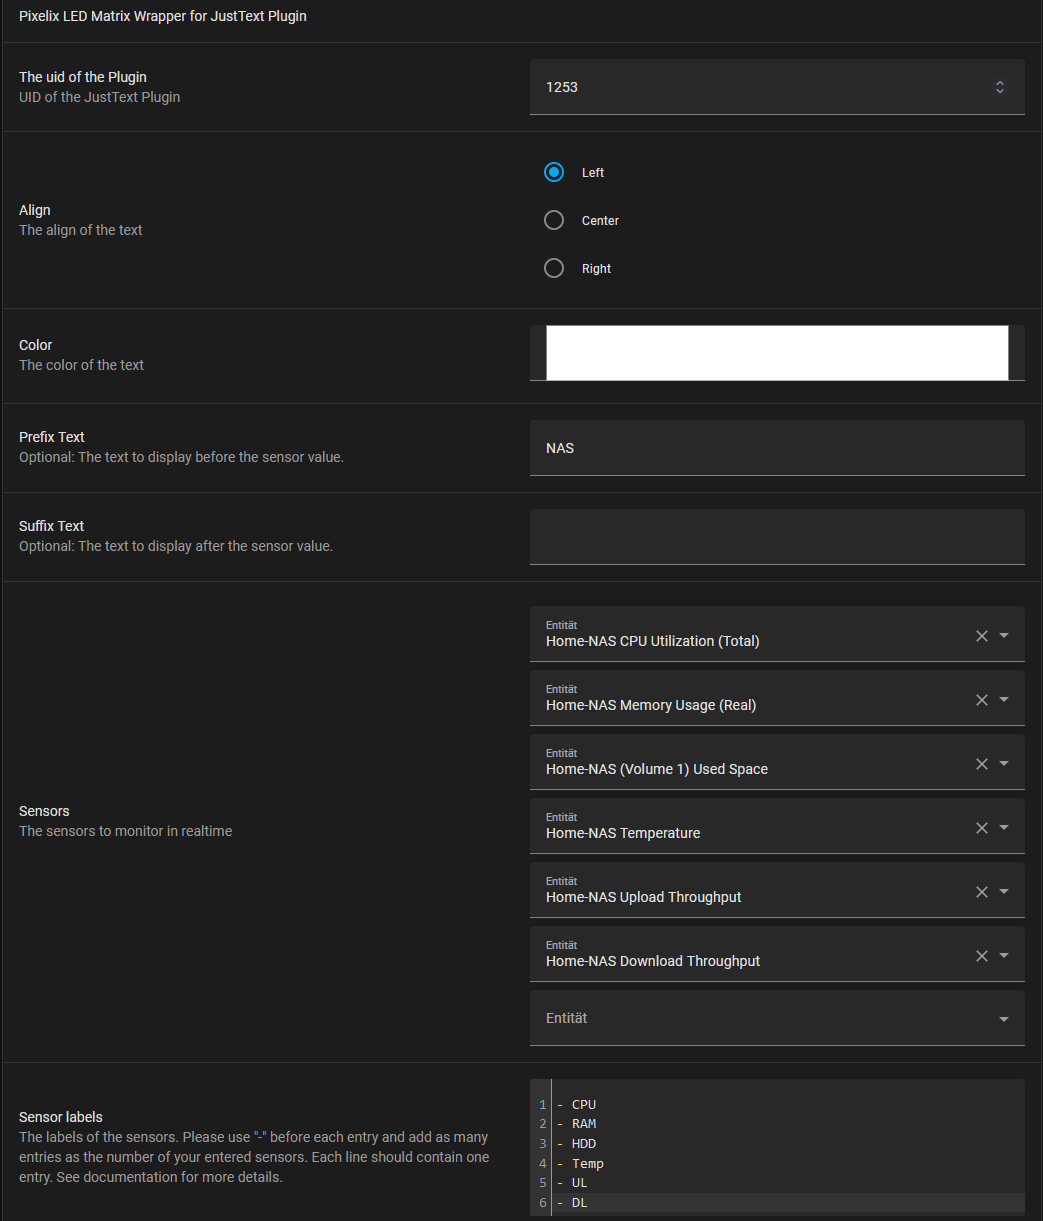 Pixelix LED Matrix Wrapper for JustText Plugin
The uid of the Plugin
UID of the JustText Plugin
1253
Align
The align of the text
Left
Center
Right
Color
The color of the text
Prefix Text
Optional: The text to display before the sensor value.
NAS
Suffix Text
Optional: The text to display after the sensor value.
Sensors
The sensors to monitor in realtime
Entität
Home-NAS CPU Utilization (Total)
Entität
Home-NAS Memory Usage (Real)
Entität
Home-NAS (Volume 1) Used Space
Entität
Home-NAS Temperature
Entität
Home-NAS Upload Throughput
Entität
Home-NAS Download Throughput
Entität
Sensor labels
The labels of the sensors. Please use "-" before each entry and add as many
entries as the number of your entered sensors. Each line should contain one
entry. See documentation for more details.
1 - CPU
2 - RAM
3 - HDD
4 - Temp
5 - UL
6 - DL